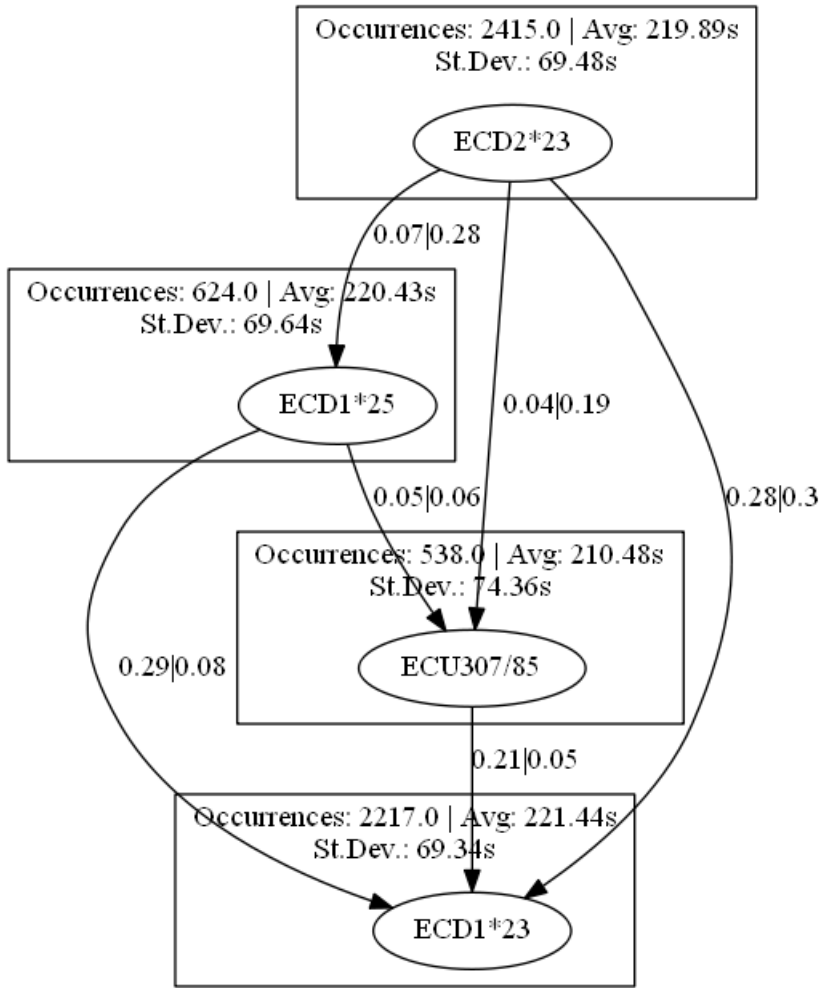 Occurrences: 2415.0 | Avg: 219.89s
St.Dev.: 69.48s
ECD2*23
0.07|0.28
Occurrences: 624.0 | Avg: 220.43s
St.Dev.: 69.64s
ECD1*25
0.04|0.19
0.05|0.06
0.28|0.3
Occurrences: 538.0 | Avg: 210.48s
St.Dev.: 74.36s
ECU307/85
0.29|0.08
0.21|0.05
Occurrences: 2217.0 | Avg: 221.44s
St.Dev.: 69.34s
ECD1*23